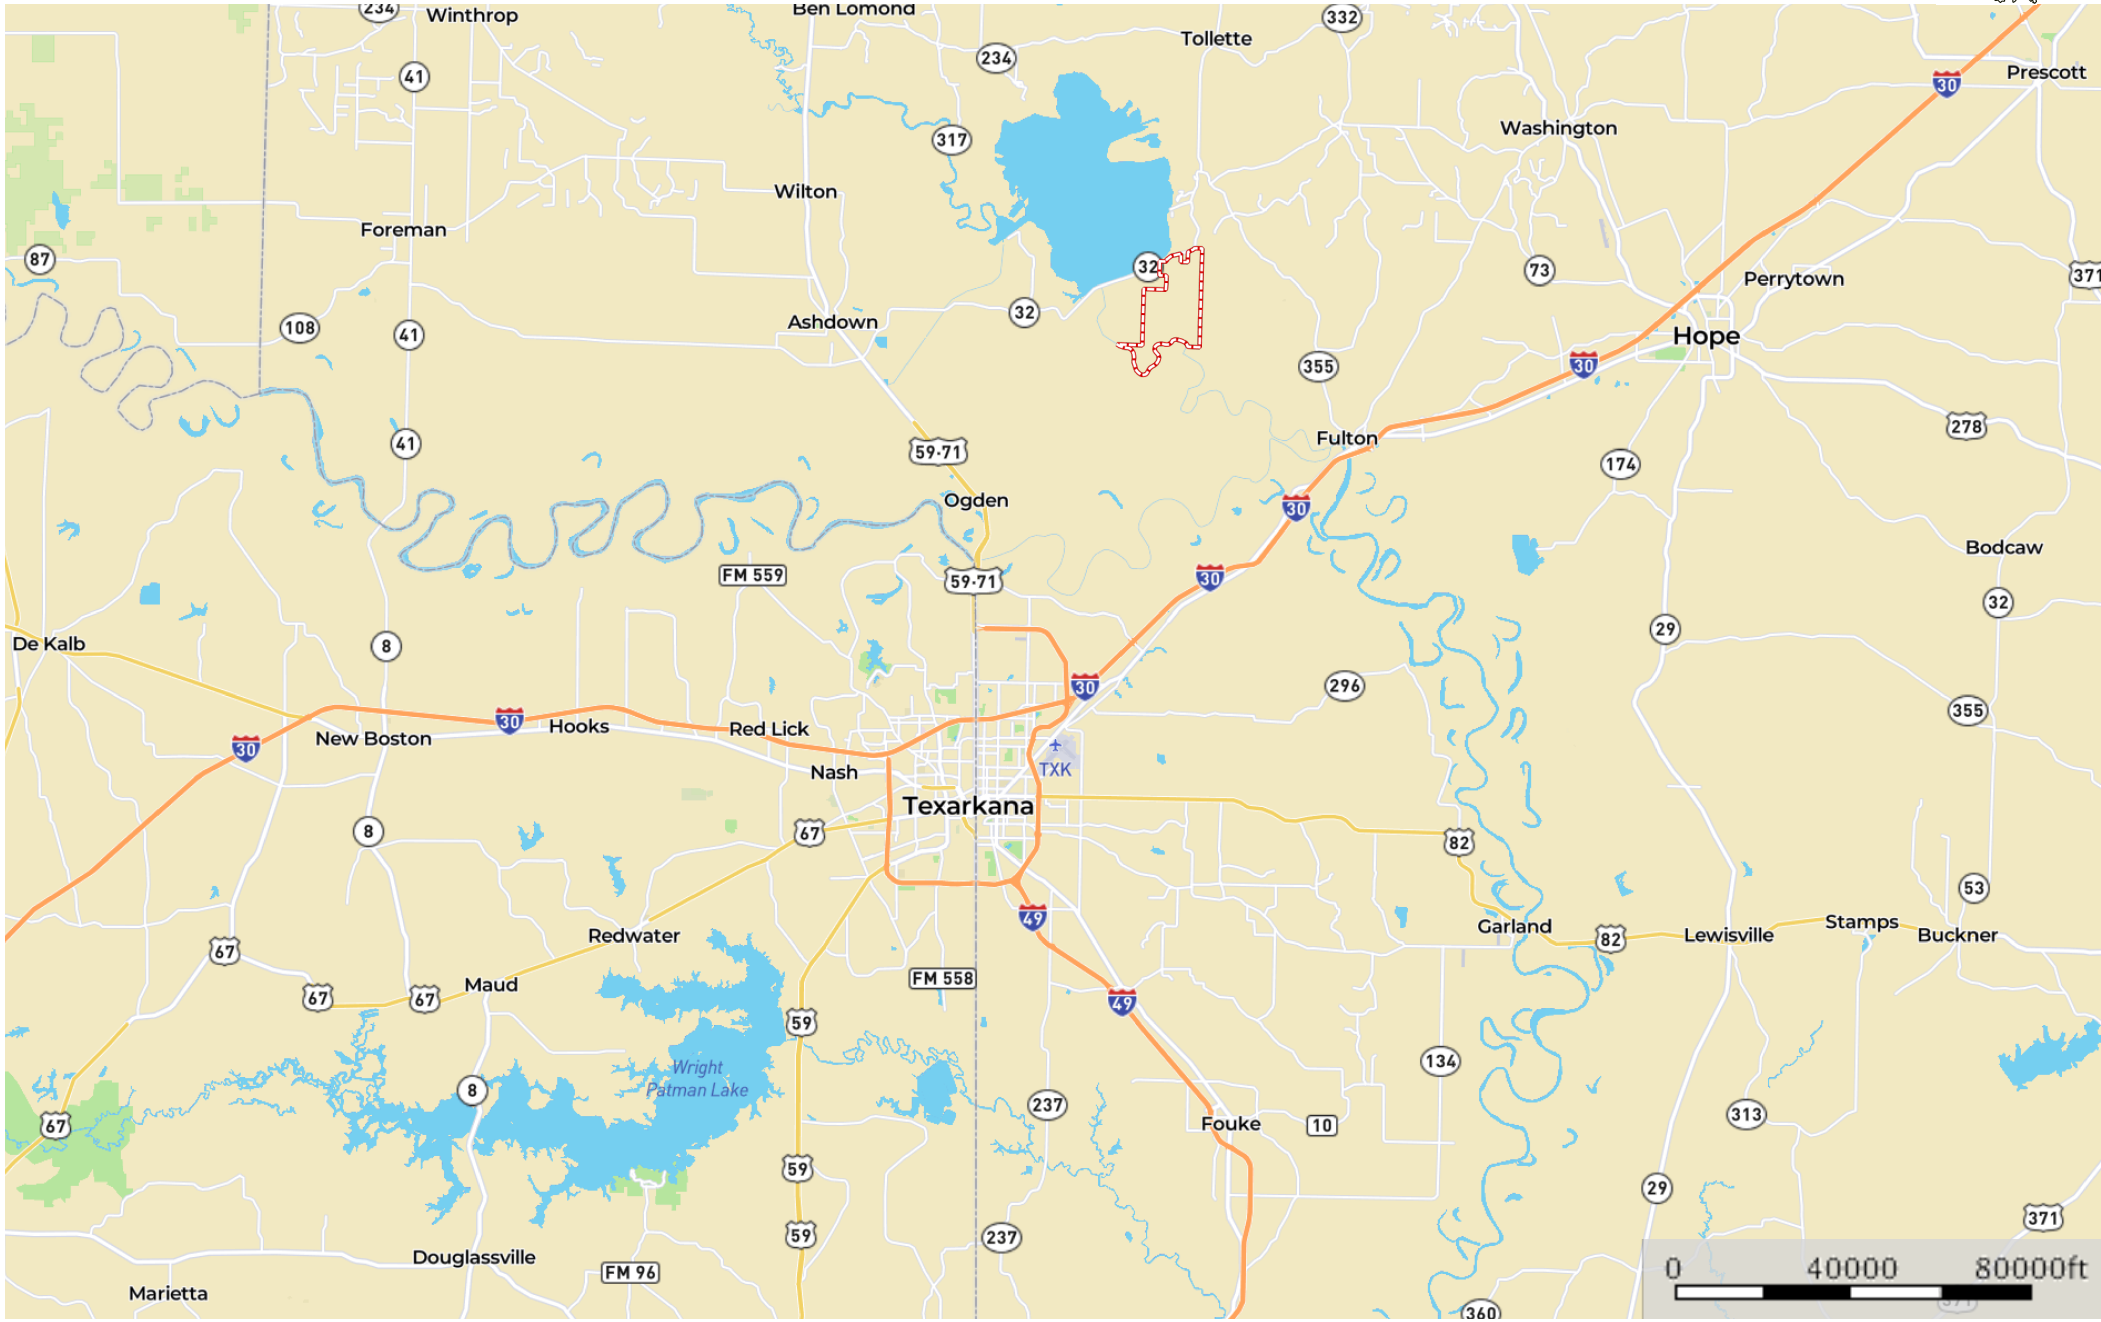 234
Winthrop
Ben Lomond
332
Tollette
234
41
Prescott
30
317
Washington
Wilton
Foreman
87
32
73
Perrytown
371
108
41
32
Ashdown
Hope
355
30
278
Fulton
41
59-71
174
Ogden
30
Bodcaw
FM 559
59-71
30
32
De Kalb
8
29
296
30
355
30
30
New Boston
Hooks
Red Lick
Nash
TXK
Texarkana
67
8
82
53
49
Garland
82
Lewisville
Stamps
Buckner
Redwater
67
Maud
FM 558
67
67
59
49
Wright
Patman Lake
134
8
237
313
67
Fouke
10
59
29
371
59
237
Douglassville
FM 96
Marietta
0 40000 80000ft
371
360